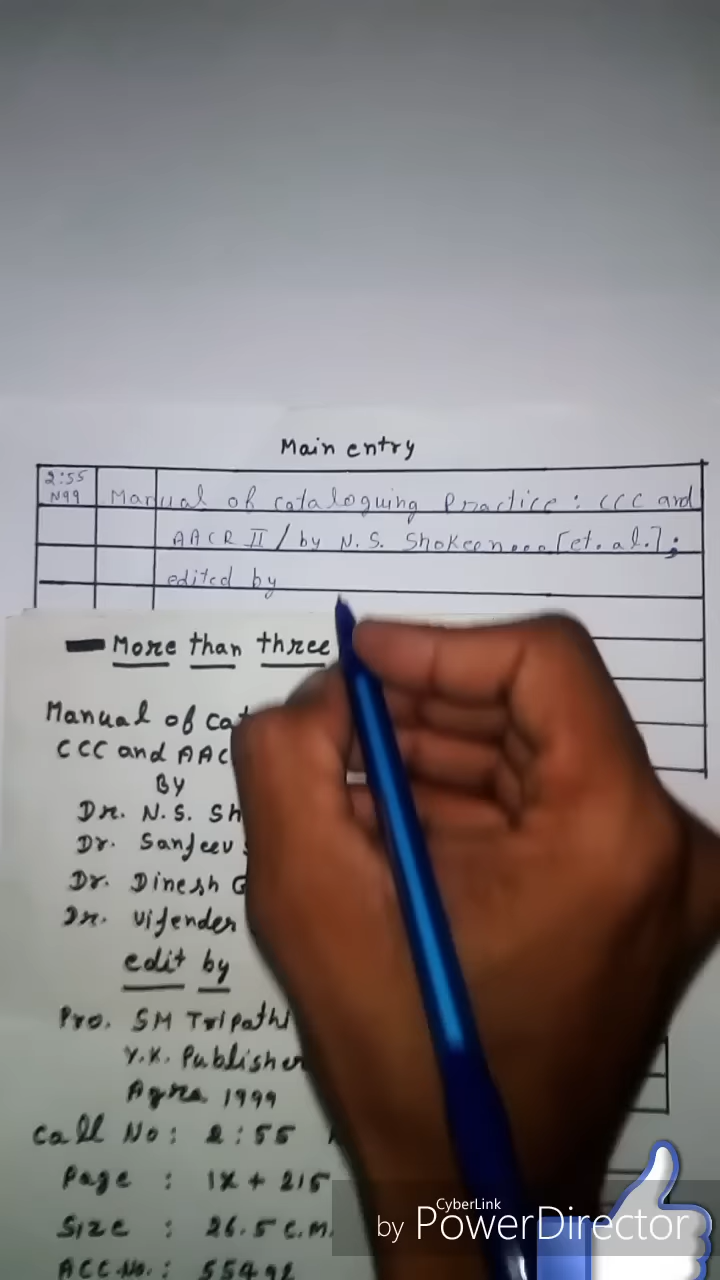 Main entry
2:55
N99
Manual of cataloguing Practice: CCC and
AACR II / by N. S. Shokeen...[et. al.];
edited by
More than three
Manual of cat
CCC and AAC
By
Dr. N. S. Sh
Dr. Sanjeev
Dr. Dinesh G
Dr. Vijender
edit by
Pro. SM Tripathi
Y.K. Publisher
Agra 1999
Call No: 2:55
Page : 1X + 215
Size : 26.5 C.M.
ACC.No.: 55492
CyberLink
by PowerDirector